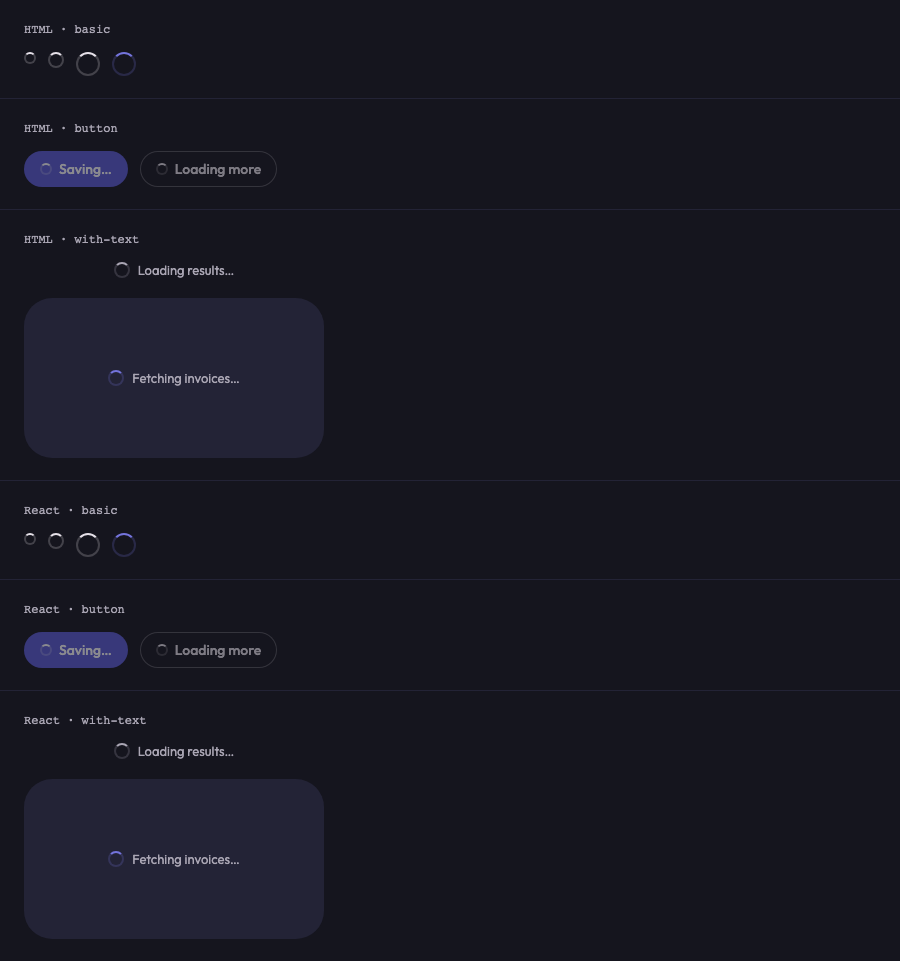 HTML · basic
HTML · button
Saving…
Loading more
HTML · with-text
Loading results…
Fetching invoices…
React · basic
React · button
Saving…
Loading more
React · with-text
Loading results…
Fetching invoices…